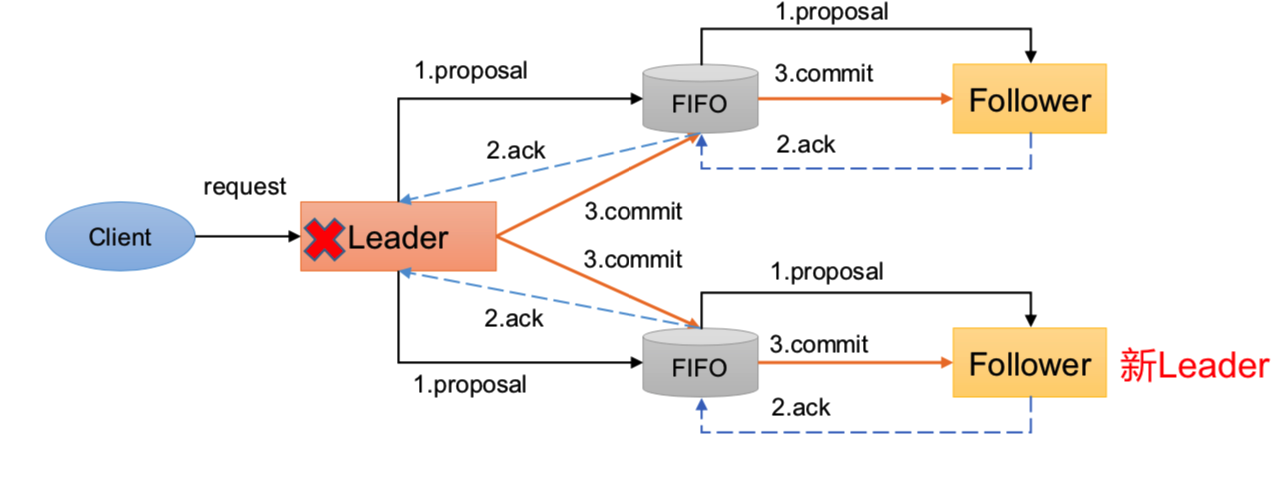 1.proposal
1.proposal
3.commit
FIFO
Follower
2.ack
2.ack
request
3.commit
Client
Leader
3.commit
1.proposal
2.ack
3.commit
FIFO
Follower
新Leader
1.proposal
2.ack